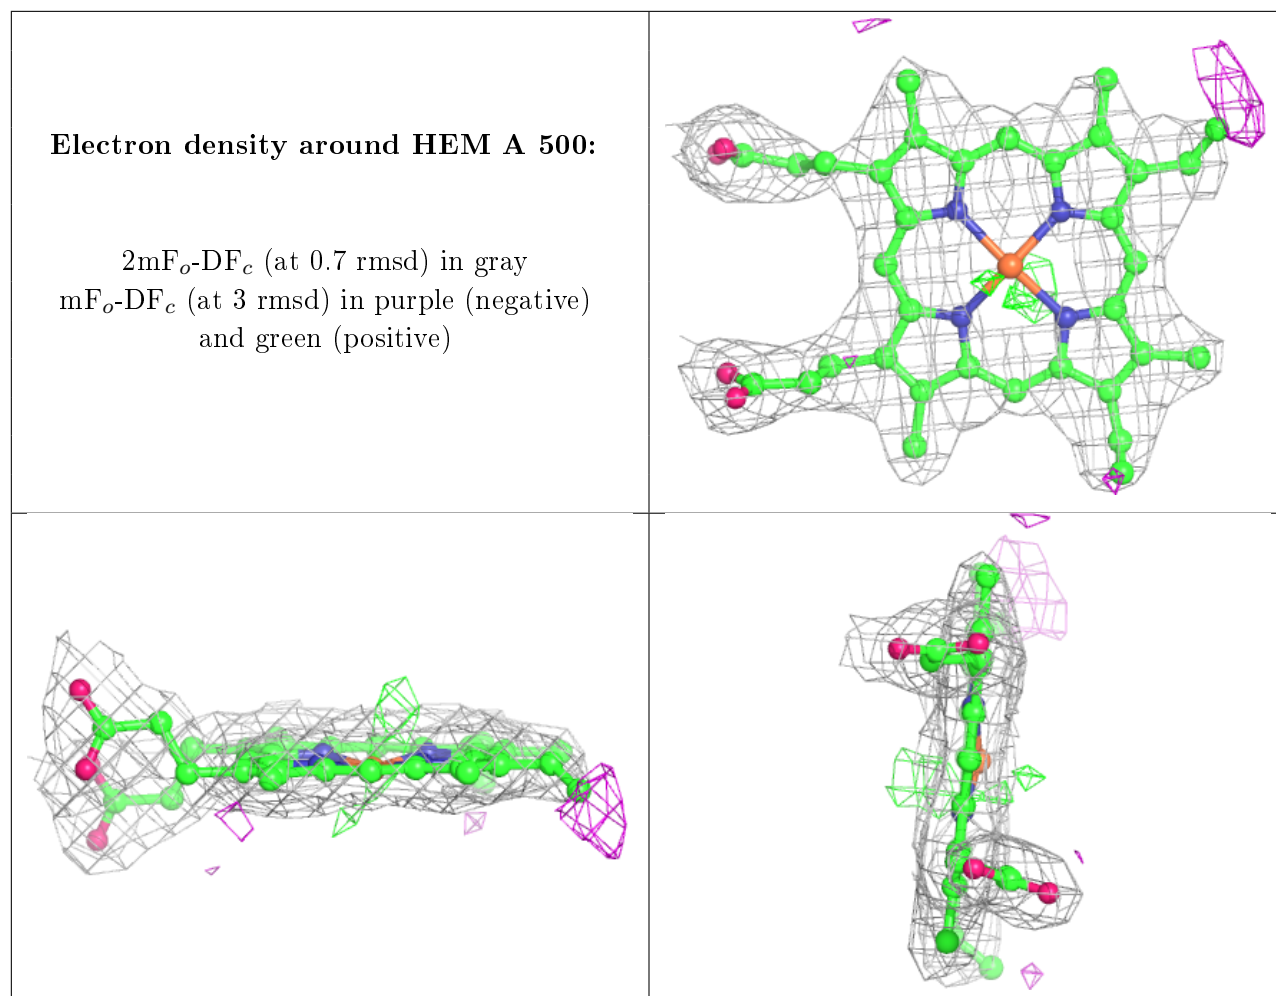 Electron density around HEM A 500:
2mFₒ-DF𝒸 (at 0.7 rmsd) in gray
mFₒ-DF𝒸 (at 3 rmsd) in purple (negative)
and green (positive)